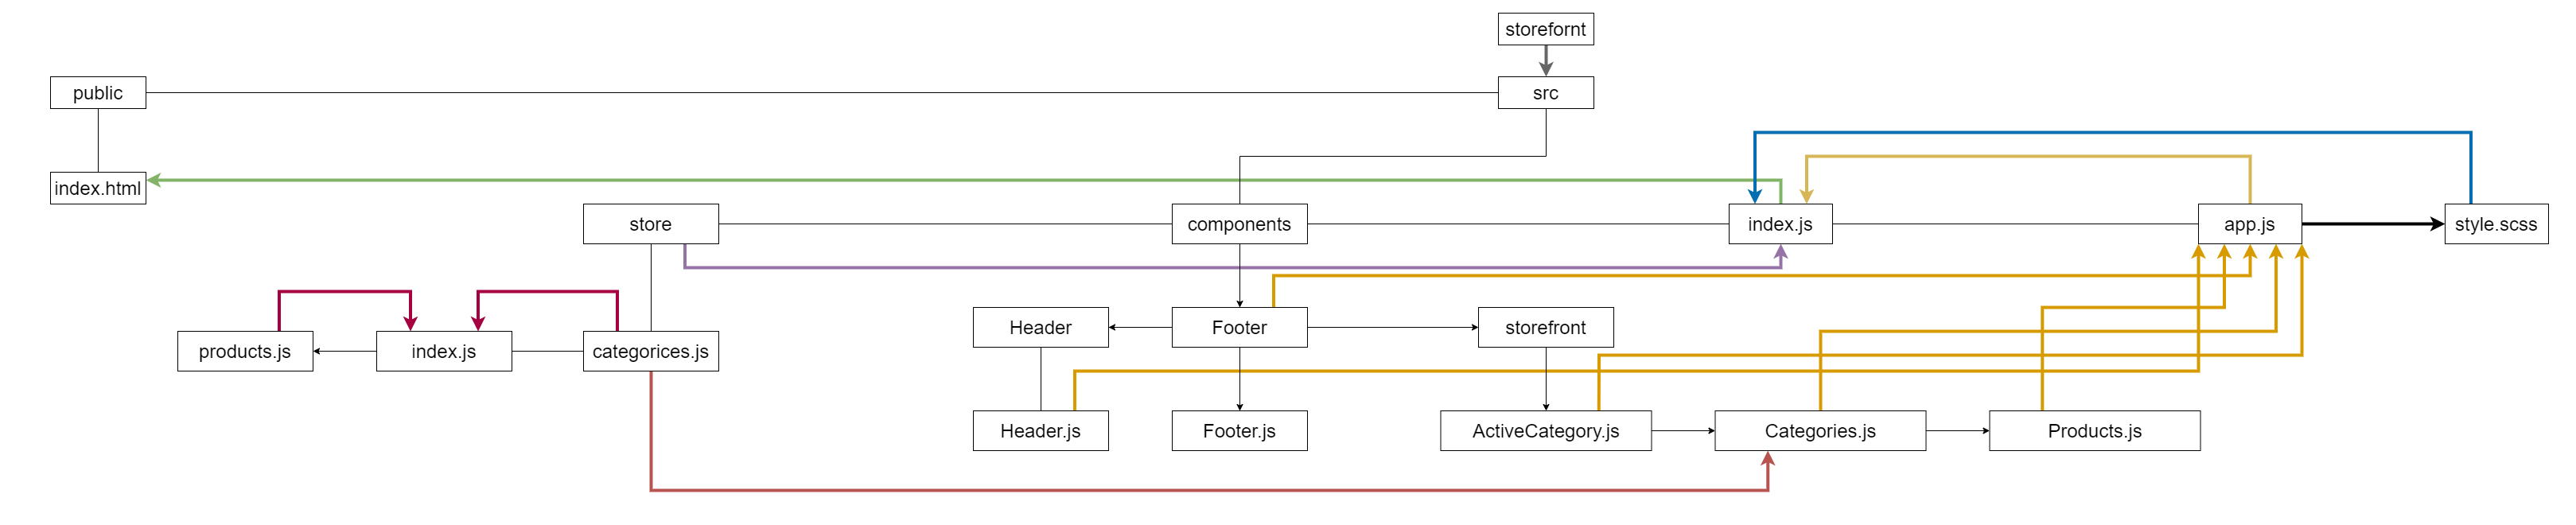 storefornt
public
src
index.html
store
components
index.js
app.js
style.scss
Header
Footer
storefront
products.js
index.js
categorices.js
Header.js
Footer.js
ActiveCategory.js
Categories.js
Products.js